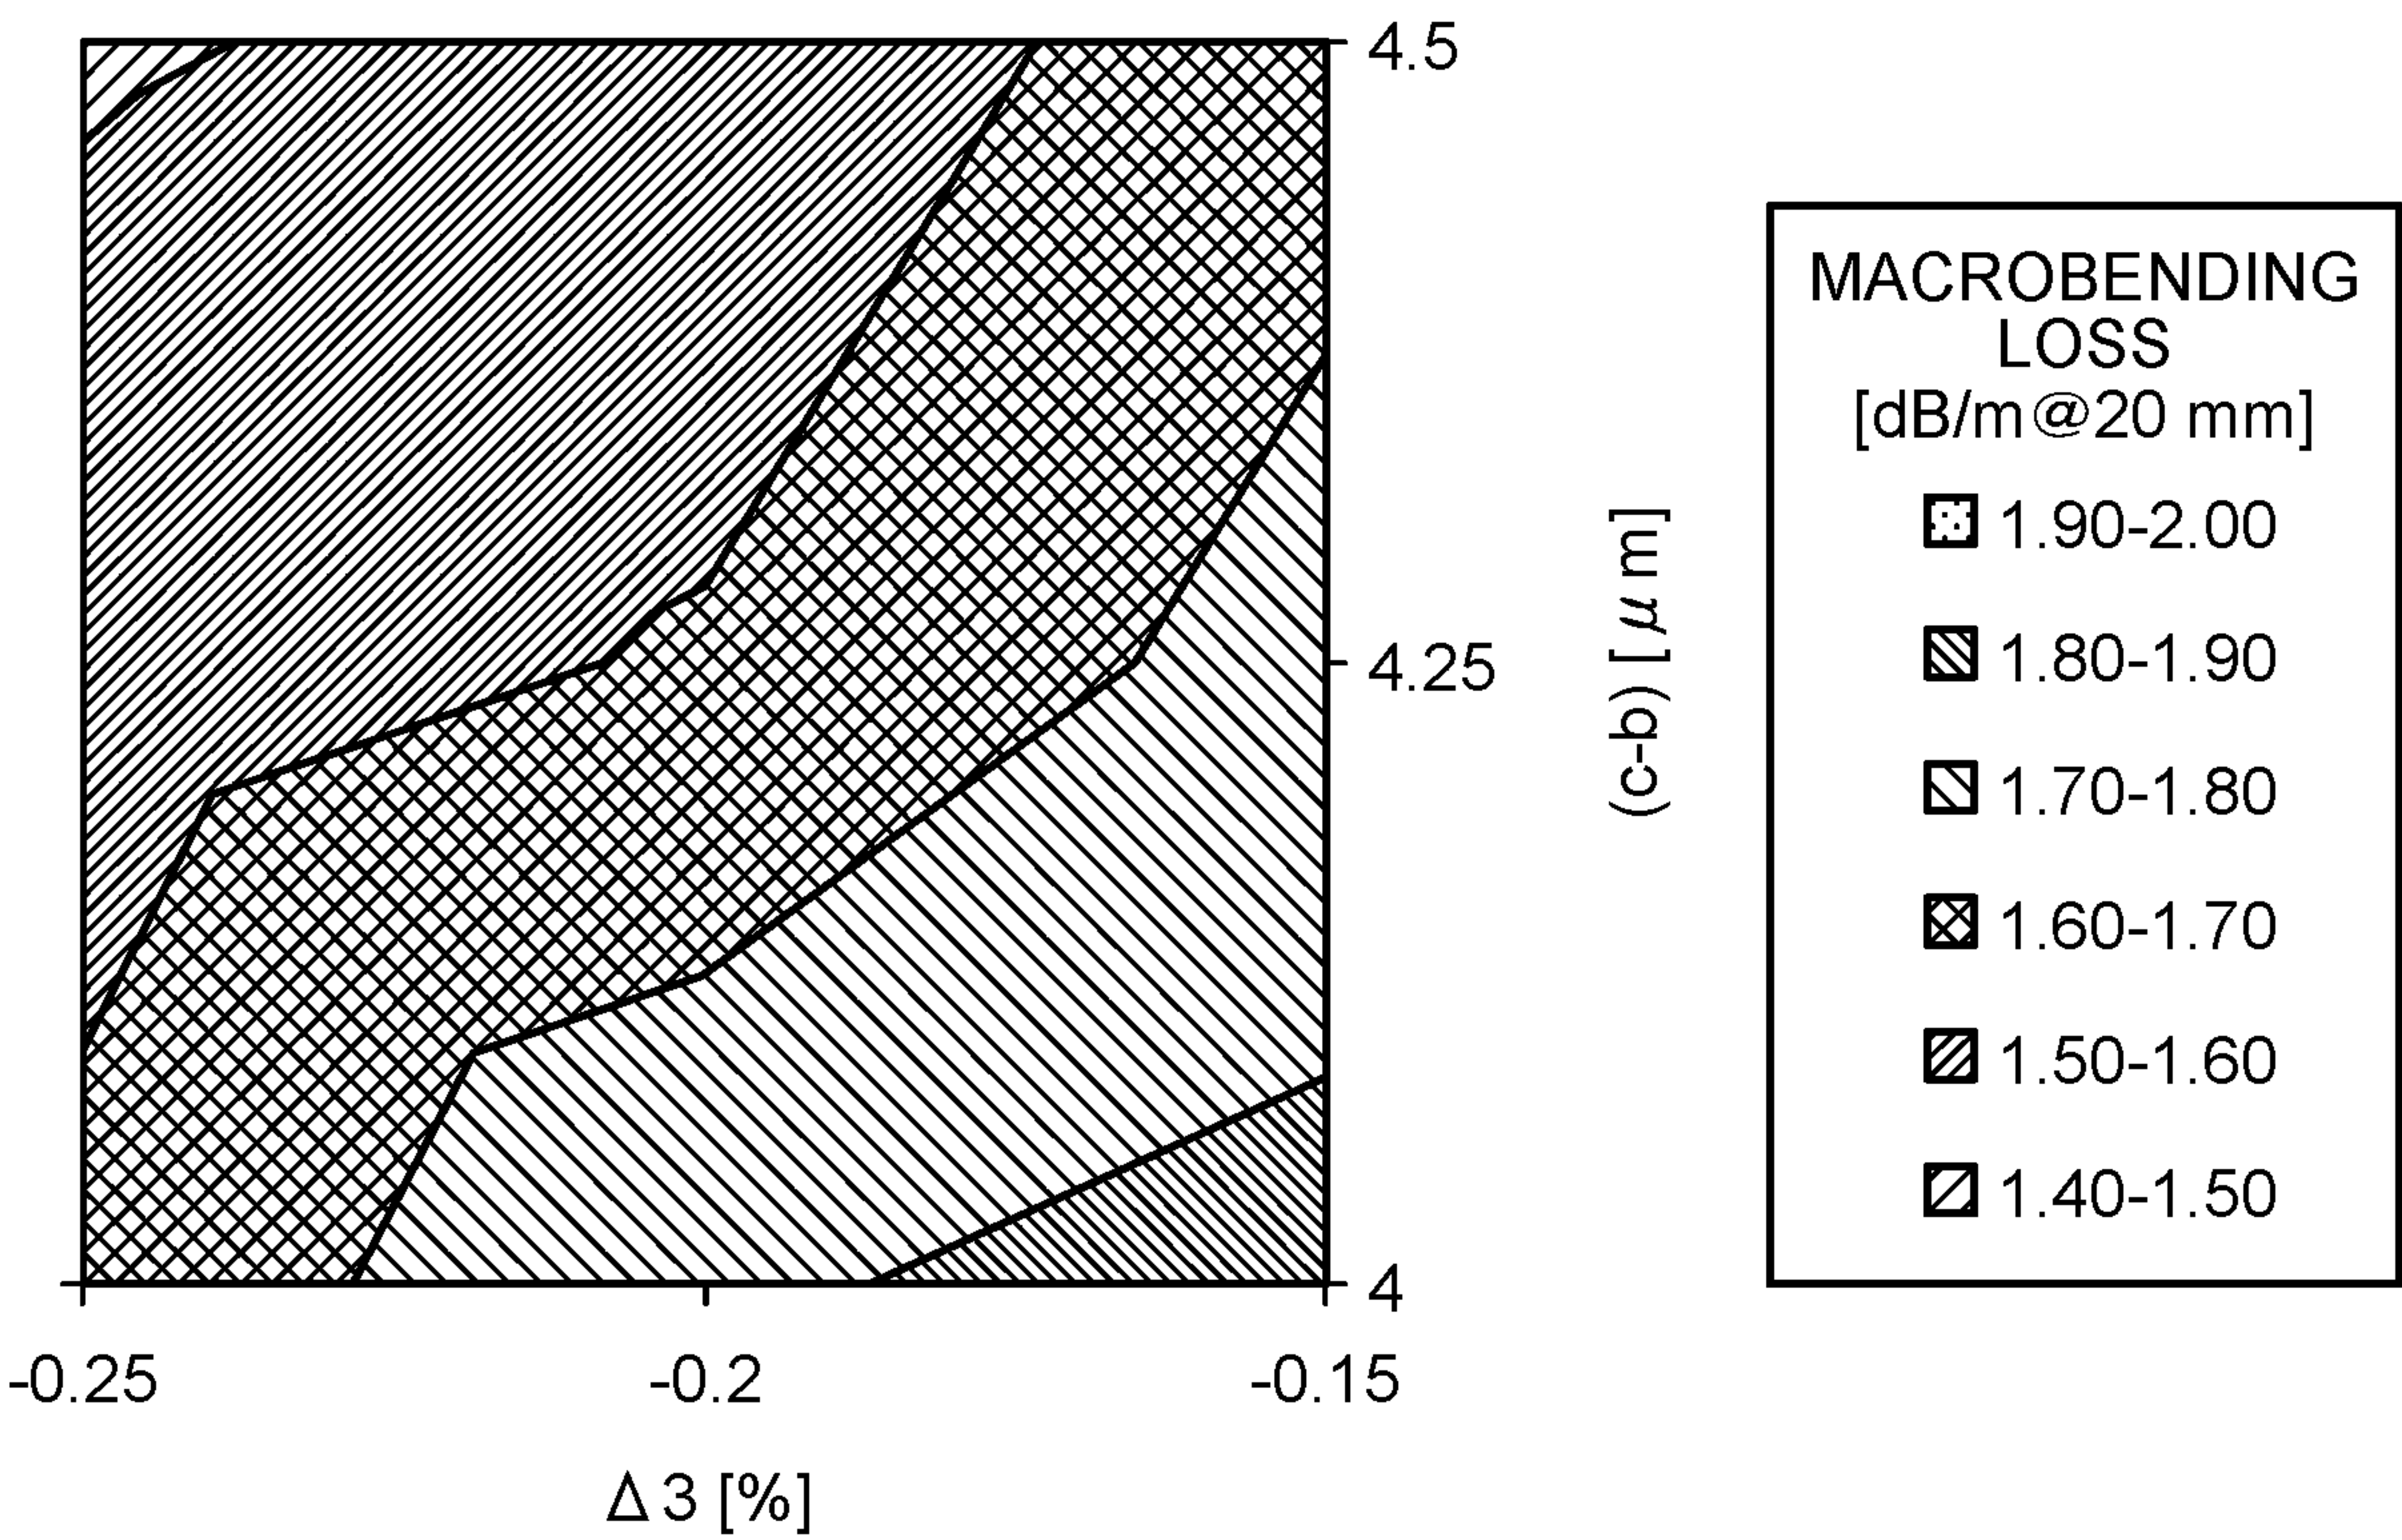 4.5
4.25
4
-0.25
-0.2
-0.15
Δ3 [%]
(c-b) [μm]
MACROBENDING
LOSS
[dB/m@20 mm]
1.90-2.00
1.80-1.90
1.70-1.80
1.60-1.70
1.50-1.60
1.40-1.50